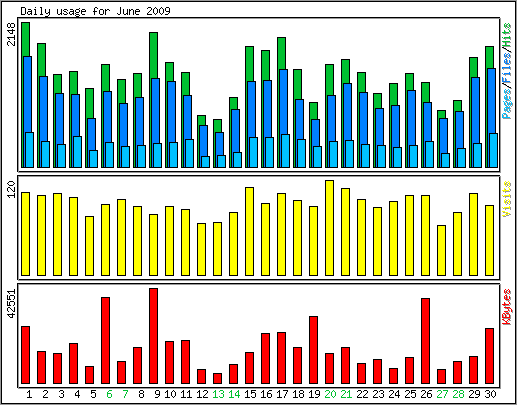 Daily usage for June 2009
2148
Pages/Files/Hits
120
Visits
42551
KBytes
1 2 3 4 5 6 7 8 9 10 11 12 13 14 15 16 17 18 19 20 21 22 23 24 25 26 27 28 29 30